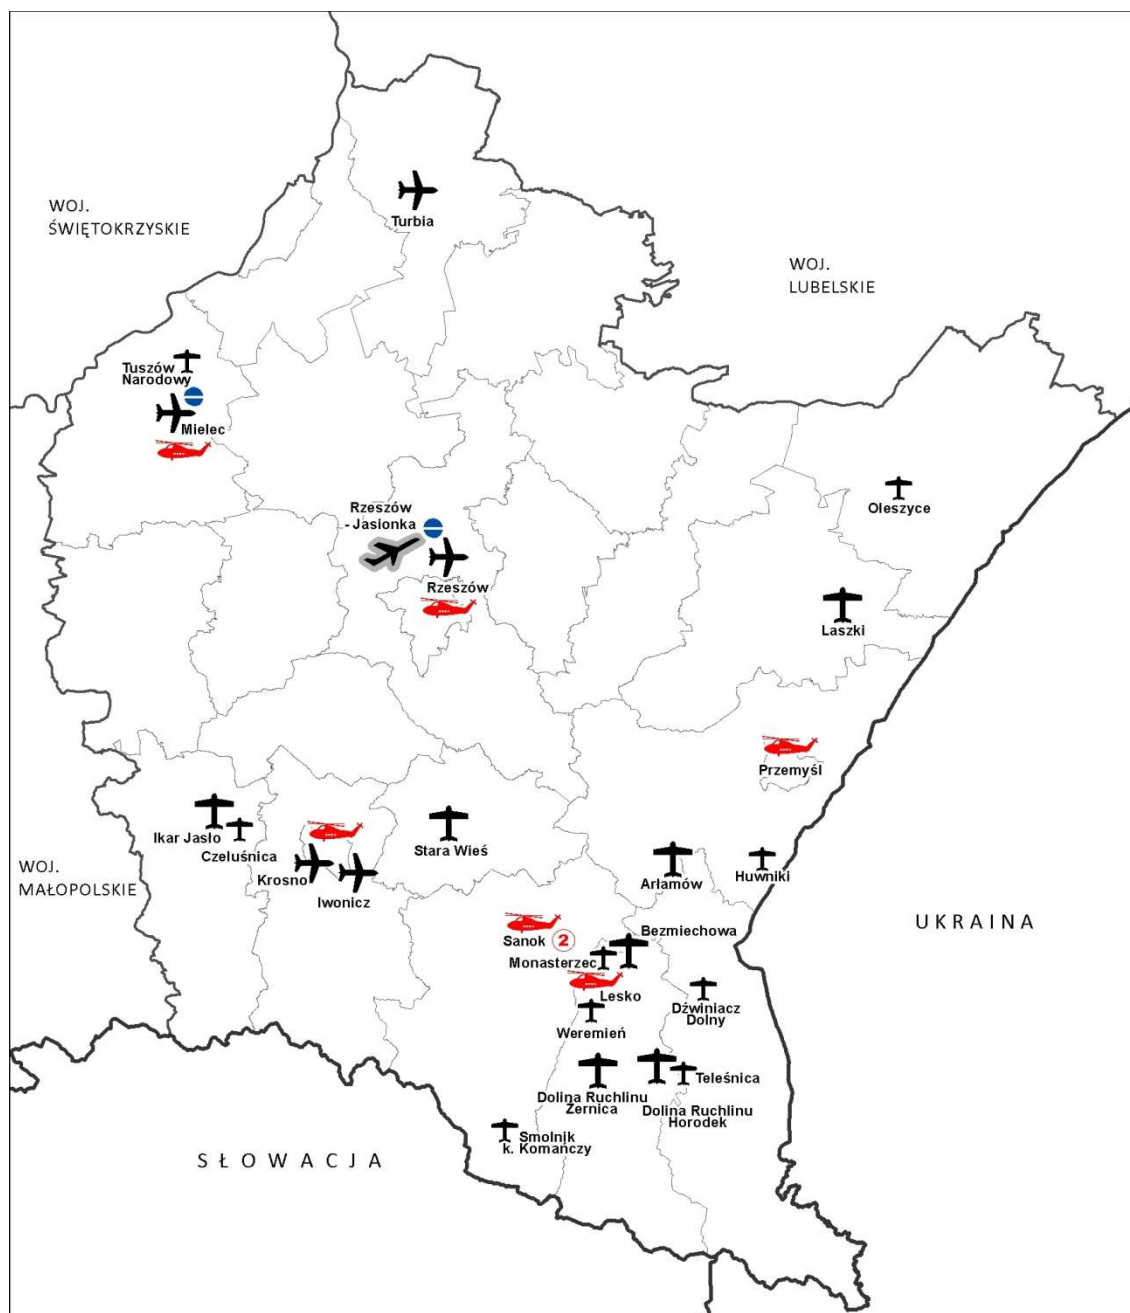 WOJ.
ŚWIĘTOKRZYSKIE
Turbia
WOJ.
LUBELSKIE
Tuszów
Narodowy
Mielec
Rzeszów
- Jasionka
Rzeszów
Oleszyce
Laszki
Przemyśl
Ikar Jasło
Czeluśnica
Krosno
Iwonicz
Stara Wieś
WOJ.
MAŁOPOLSKIE
Arłamów
Huwniki
UKRAINA
Sanok 2
Bezmiechowa
Monasterzec
Lesko
Weremień
Dźwiniacz
Dolny
Teleśnica
Dolina Ruchlinu
Żernica
Dolina Ruchlinu
Horodek
Smolnik
k. Komańczy
SŁOWACJA